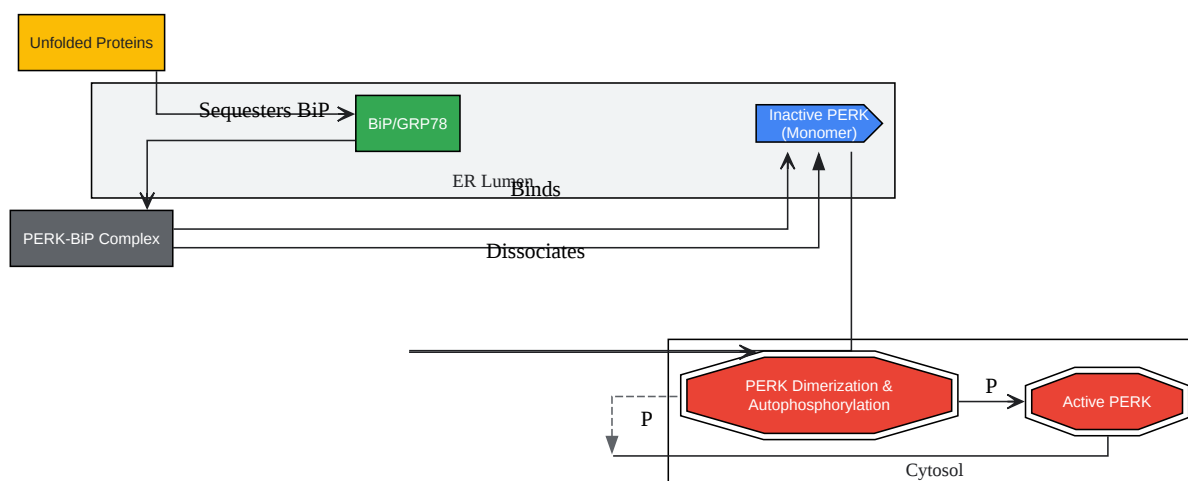 Unfolded Proteins
Sequesters BiP
BiP/GRP78
Inactive PERK
(Monomer)
ER Lumen
Binds
PERK-BiP Complex
Dissociates
PERK Dimerization &
Autophosphorylation
P
Active PERK
P
Cytosol